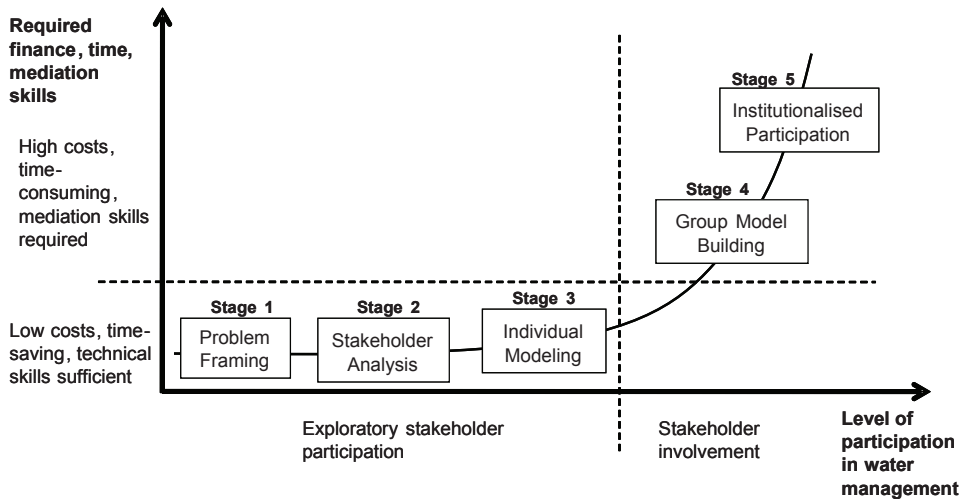 Required
finance, time,
mediation
skills
High costs,
time-
consuming,
mediation skills
required
Low costs, time-
saving, technical
skills sufficient
Stage 1
Problem
Framing
Stage 2
Stakeholder
Analysis
Stage 3
Individual
Modeling
Stage 4
Group Model
Building
Stage 5
Institutionalised
Participation
Exploratory stakeholder
participation
Stakeholder
involvement
Level of
participation
in water
management